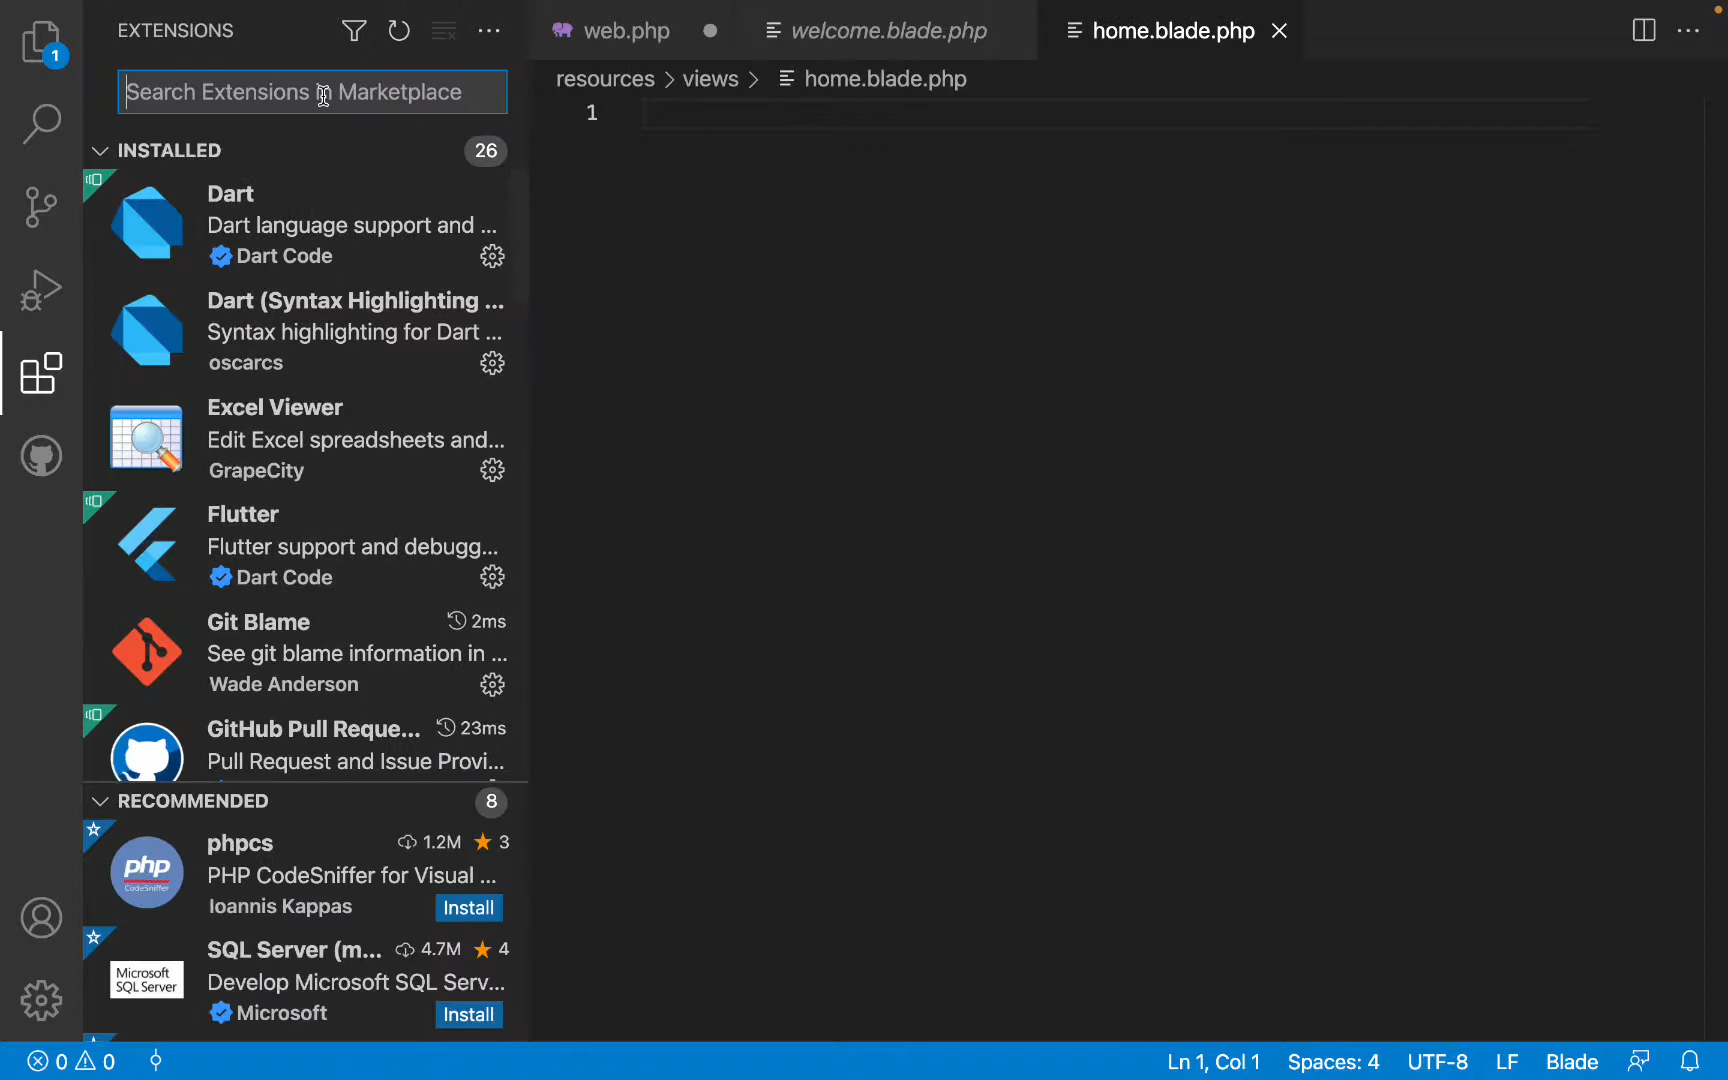 EXTENSIONS
web.php
welcome.blade.php
home.blade.php
1
Search Extensions in Marketplace
resources > views > home.blade.php
1
INSTALLED
26
Dart
Dart language support and ...
Dart Code
Dart (Syntax Highlighting ...
Syntax highlighting for Dart ...
oscarcs
Excel Viewer
Edit Excel spreadsheets and...
GrapeCity
Flutter
Flutter support and debugg...
Dart Code
Git Blame
2ms
See git blame information in ...
Wade Anderson
GitHub Pull Reque...
23ms
Pull Request and Issue Provi...
RECOMMENDED
8
phpcs
1.2M
3
php
CodeSniffer
PHP CodeSniffer for Visual ...
Ioannis Kappas
Install
SQL Server (m...
4.7M
4
Microsoft
SQL Server
Develop Microsoft SQL Serv...
Microsoft
Install
0
0
Ln 1, Col 1
Spaces: 4
UTF-8
LF
Blade